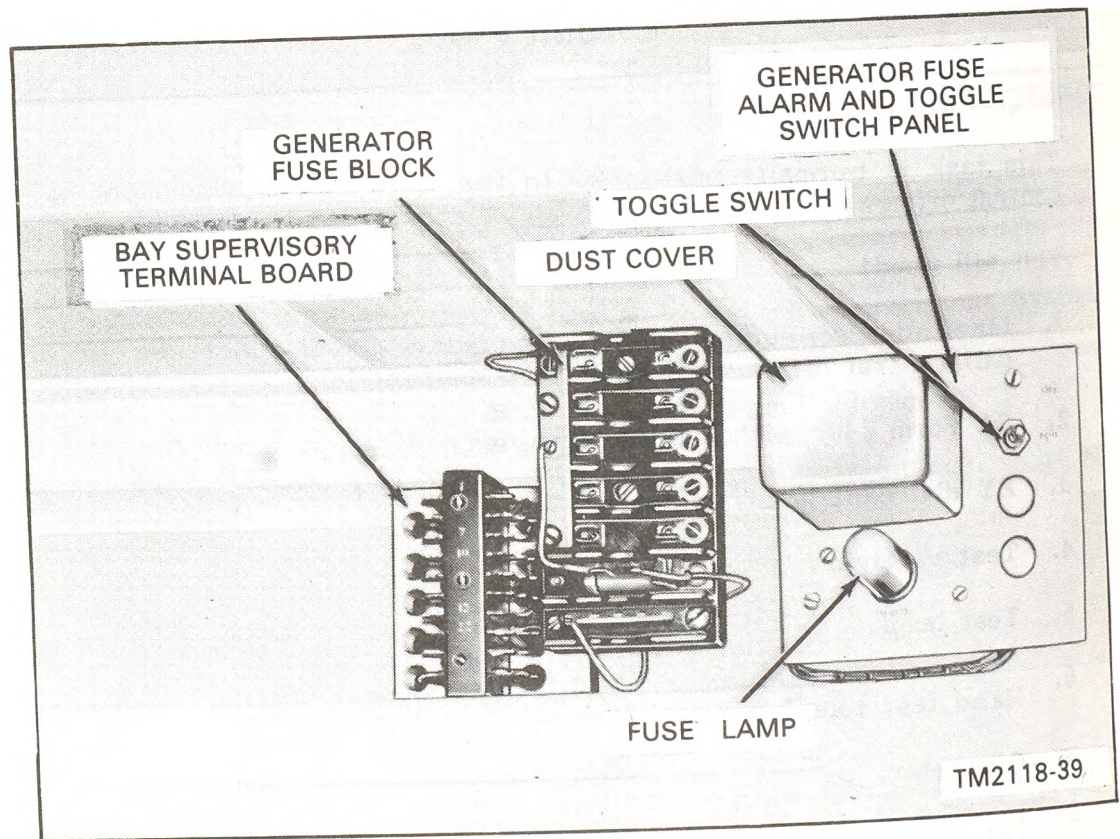 GENERATOR FUSE
ALARM AND TOGGLE
SWITCH PANEL
GENERATOR
FUSE BLOCK
TOGGLE SWITCH
BAY SUPERVISORY
TERMINAL BOARD
DUST COVER
FUSE LAMP
TM2118-39